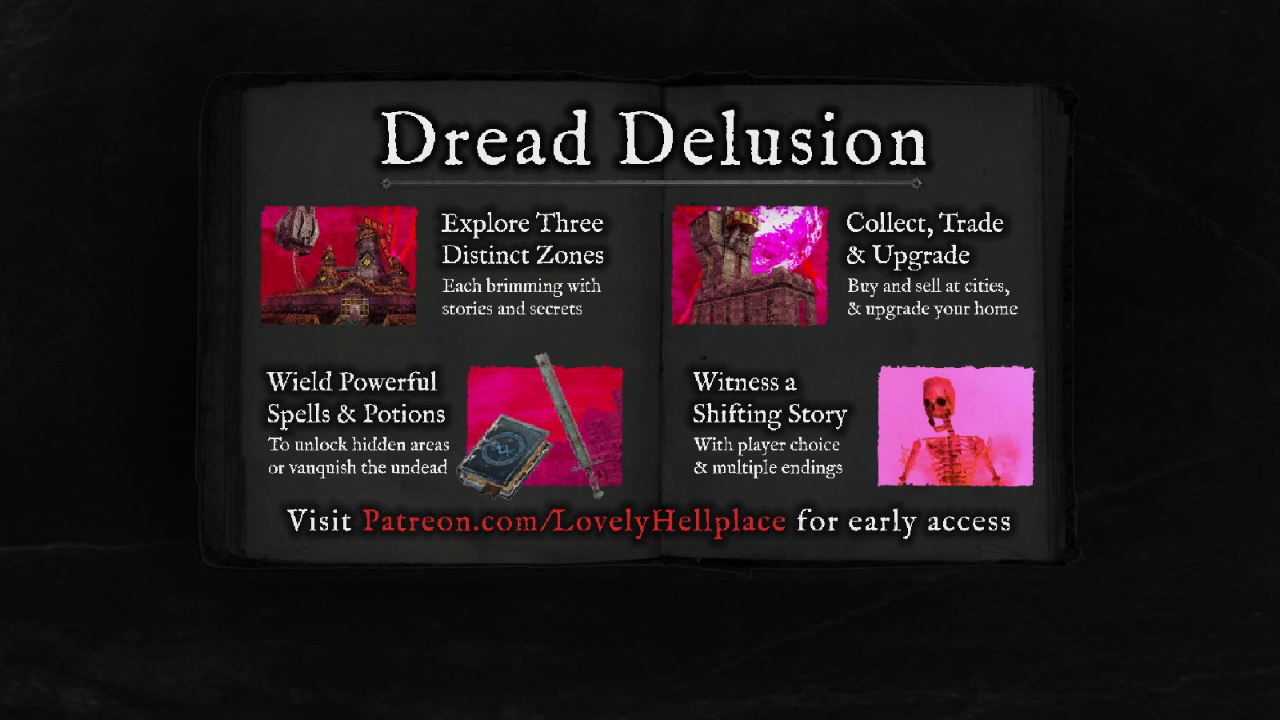 Dread Delusion
Explore Three
Distinct Zones
Each brimming with
stories and secrets
Collect, Trade
& Upgrade
Buy and sell at cities,
& upgrade your home
Wield Powerful
Spells & Potions
To unlock hidden areas
or vanquish the undead
Witness a
Shifting Story
With player choice
& multiple endings
Visit Patreon.com/LovelyHellplace for early access